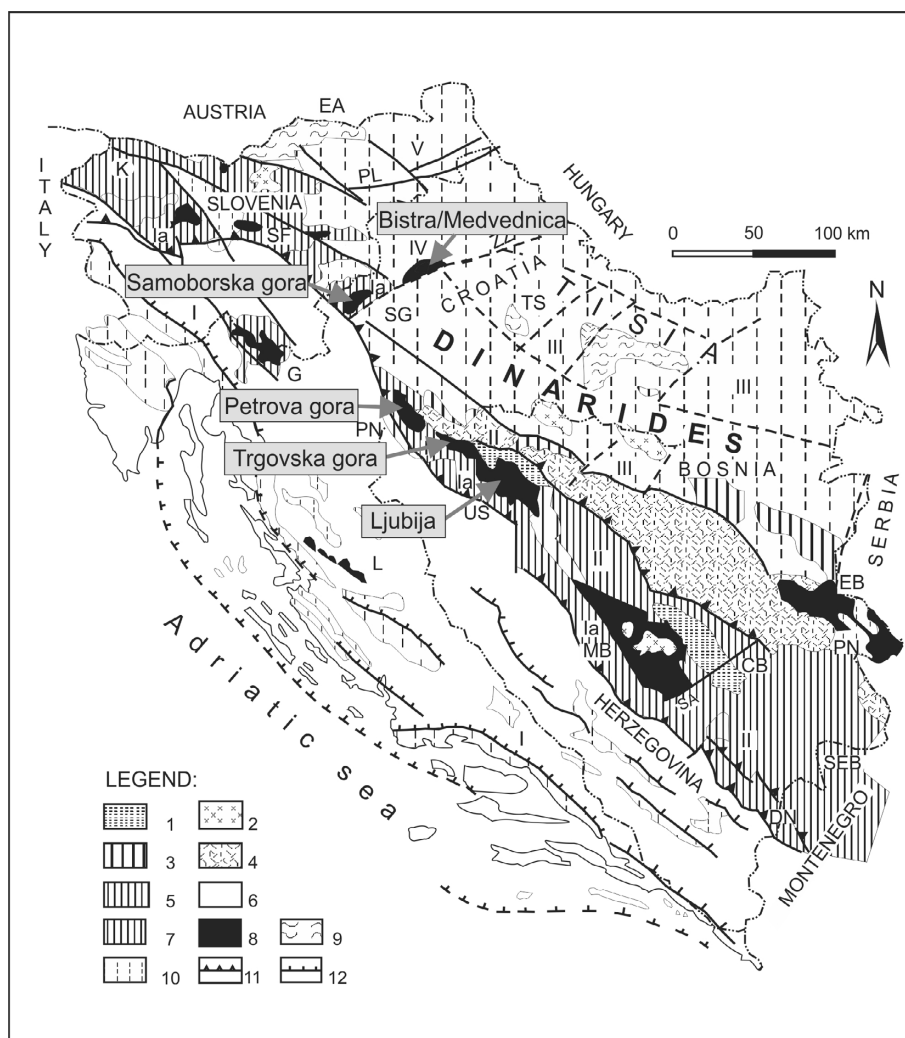 AUSTRIA
EA
ITALY
K
V
PL
SLOVENIA
HUNGARY
Bistra/Medvednica
0 50 100 km
a
SF
IV
Samoborska gora
a
SG
CROATIA
N
TS
TISIA
I
III
III
DINARIDES
G
Petrova gora
PN
II
Trgovska gora
III
BOSNIA
SERBIA
Ia
US
Ljubija
L
II
EB
Ia
MB
PN
CB
Adriatic sea
HERZEGOVINA
I
II
SEB
DN
MONTENEGRO
LEGEND:
1 2
3 4
5 6
7 8 9
10 11 12